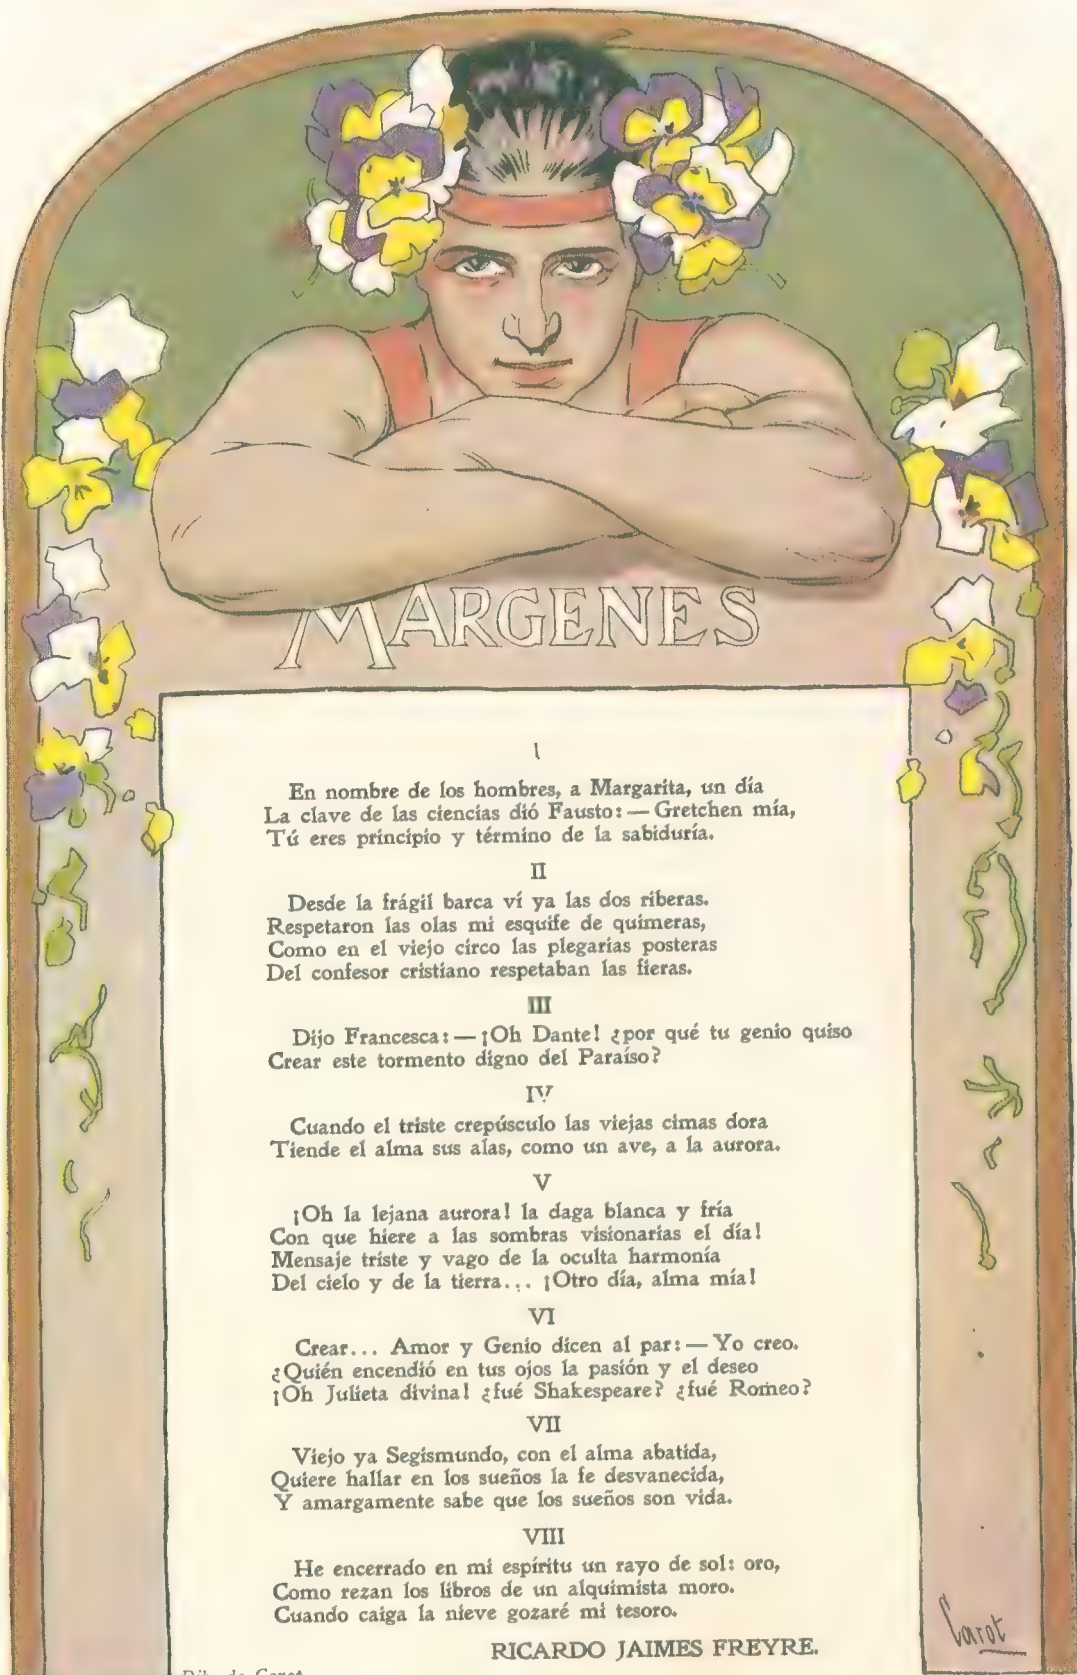 MARGENES
I
En nombre de los hombres, a Margarita, un día
La clave de las ciencias dió Fausto: — Gretchen mía,
Tú eres principio y término de la sabiduría.
II
Desde la frágil barca ví ya las dos riberas.
Respetaron las olas mi esquife de quimeras,
Como en el viejo circo las plegarias posteras
Del confesor cristiano respetaban las fieras.
III
Dijo Francesca: — ¡Oh Dante! ¿por qué tu genio quiso
Crear este tormento digno del Paraíso?
IV
Cuando el triste crepúsculo las viejas cimas dora
Tiende el alma sus alas, como un ave, a la aurora.
V
¡Oh la lejana aurora! la daga blanca y fría
Con que hiere a las sombras visionarias el día!
Mensaje triste y vago de la oculta harmonía
Del cielo y de la tierra... ¡Otro día, alma mía!
VI
Crear... Amor y Genio dicen al par: — Yo creo.
¿Quién encendió en tus ojos la pasión y el deseo
¡Oh Julieta divina! ¿fué Shakespeare? ¿fué Romeo?
VII
Viejo ya Segismundo, con el alma abatida,
Quiere hallar en los sueños la fe desvanecida,
Y amargamente sabe que los sueños son vida.
VIII
He encerrado en mi espíritu un rayo de sol: oro,
Como rezan los libros de un alquimista moro.
Cuando caiga la nieve gozaré mi tesoro.
RICARDO JAIMES FREYRE.
Carot
Dib. de Carot